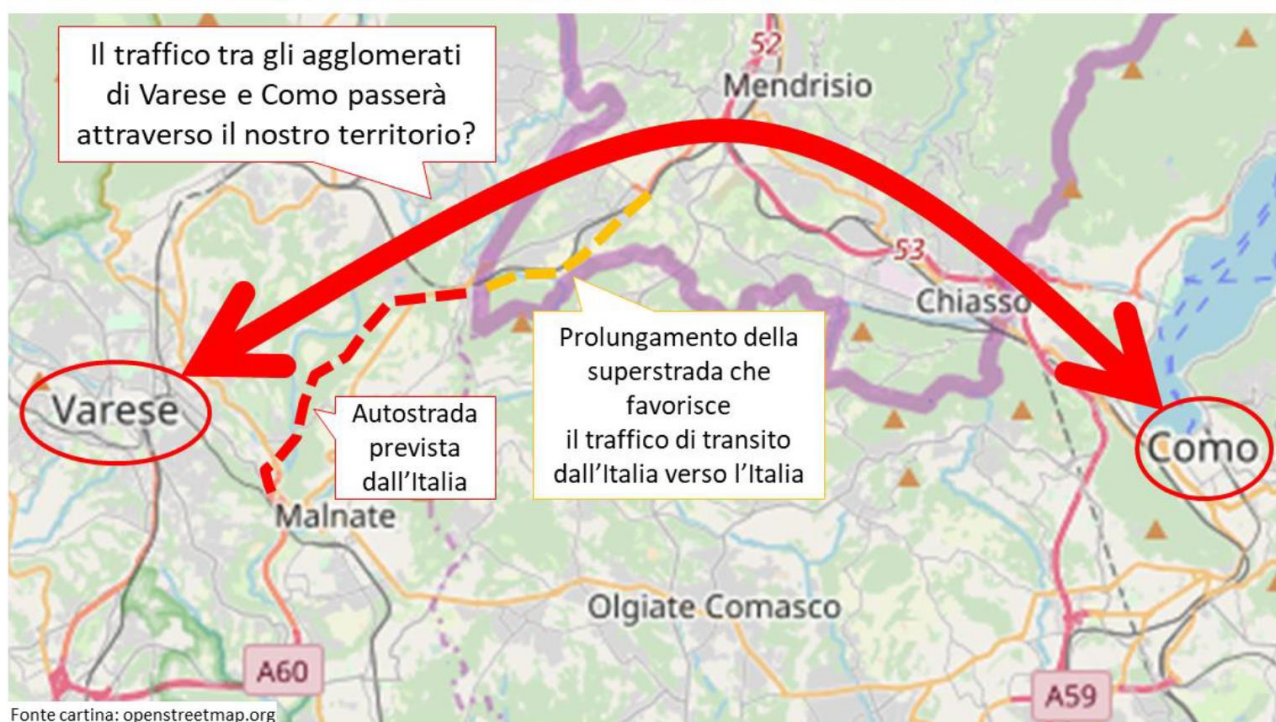 Il traffico tra gli agglomerati
di Varese e Como passerà
attraverso il nostro territorio?
52
Mendrisio
53
Chiasso
Varese
Prolungamento della
superstrada che
favorisce
il traffico di transito
dall'Italia verso l'Italia
Autostrada
prevista
dall'Italia
Como
Malnate
Olgiate Comasco
A60
A59
Fonte cartina: openstreetmap.org